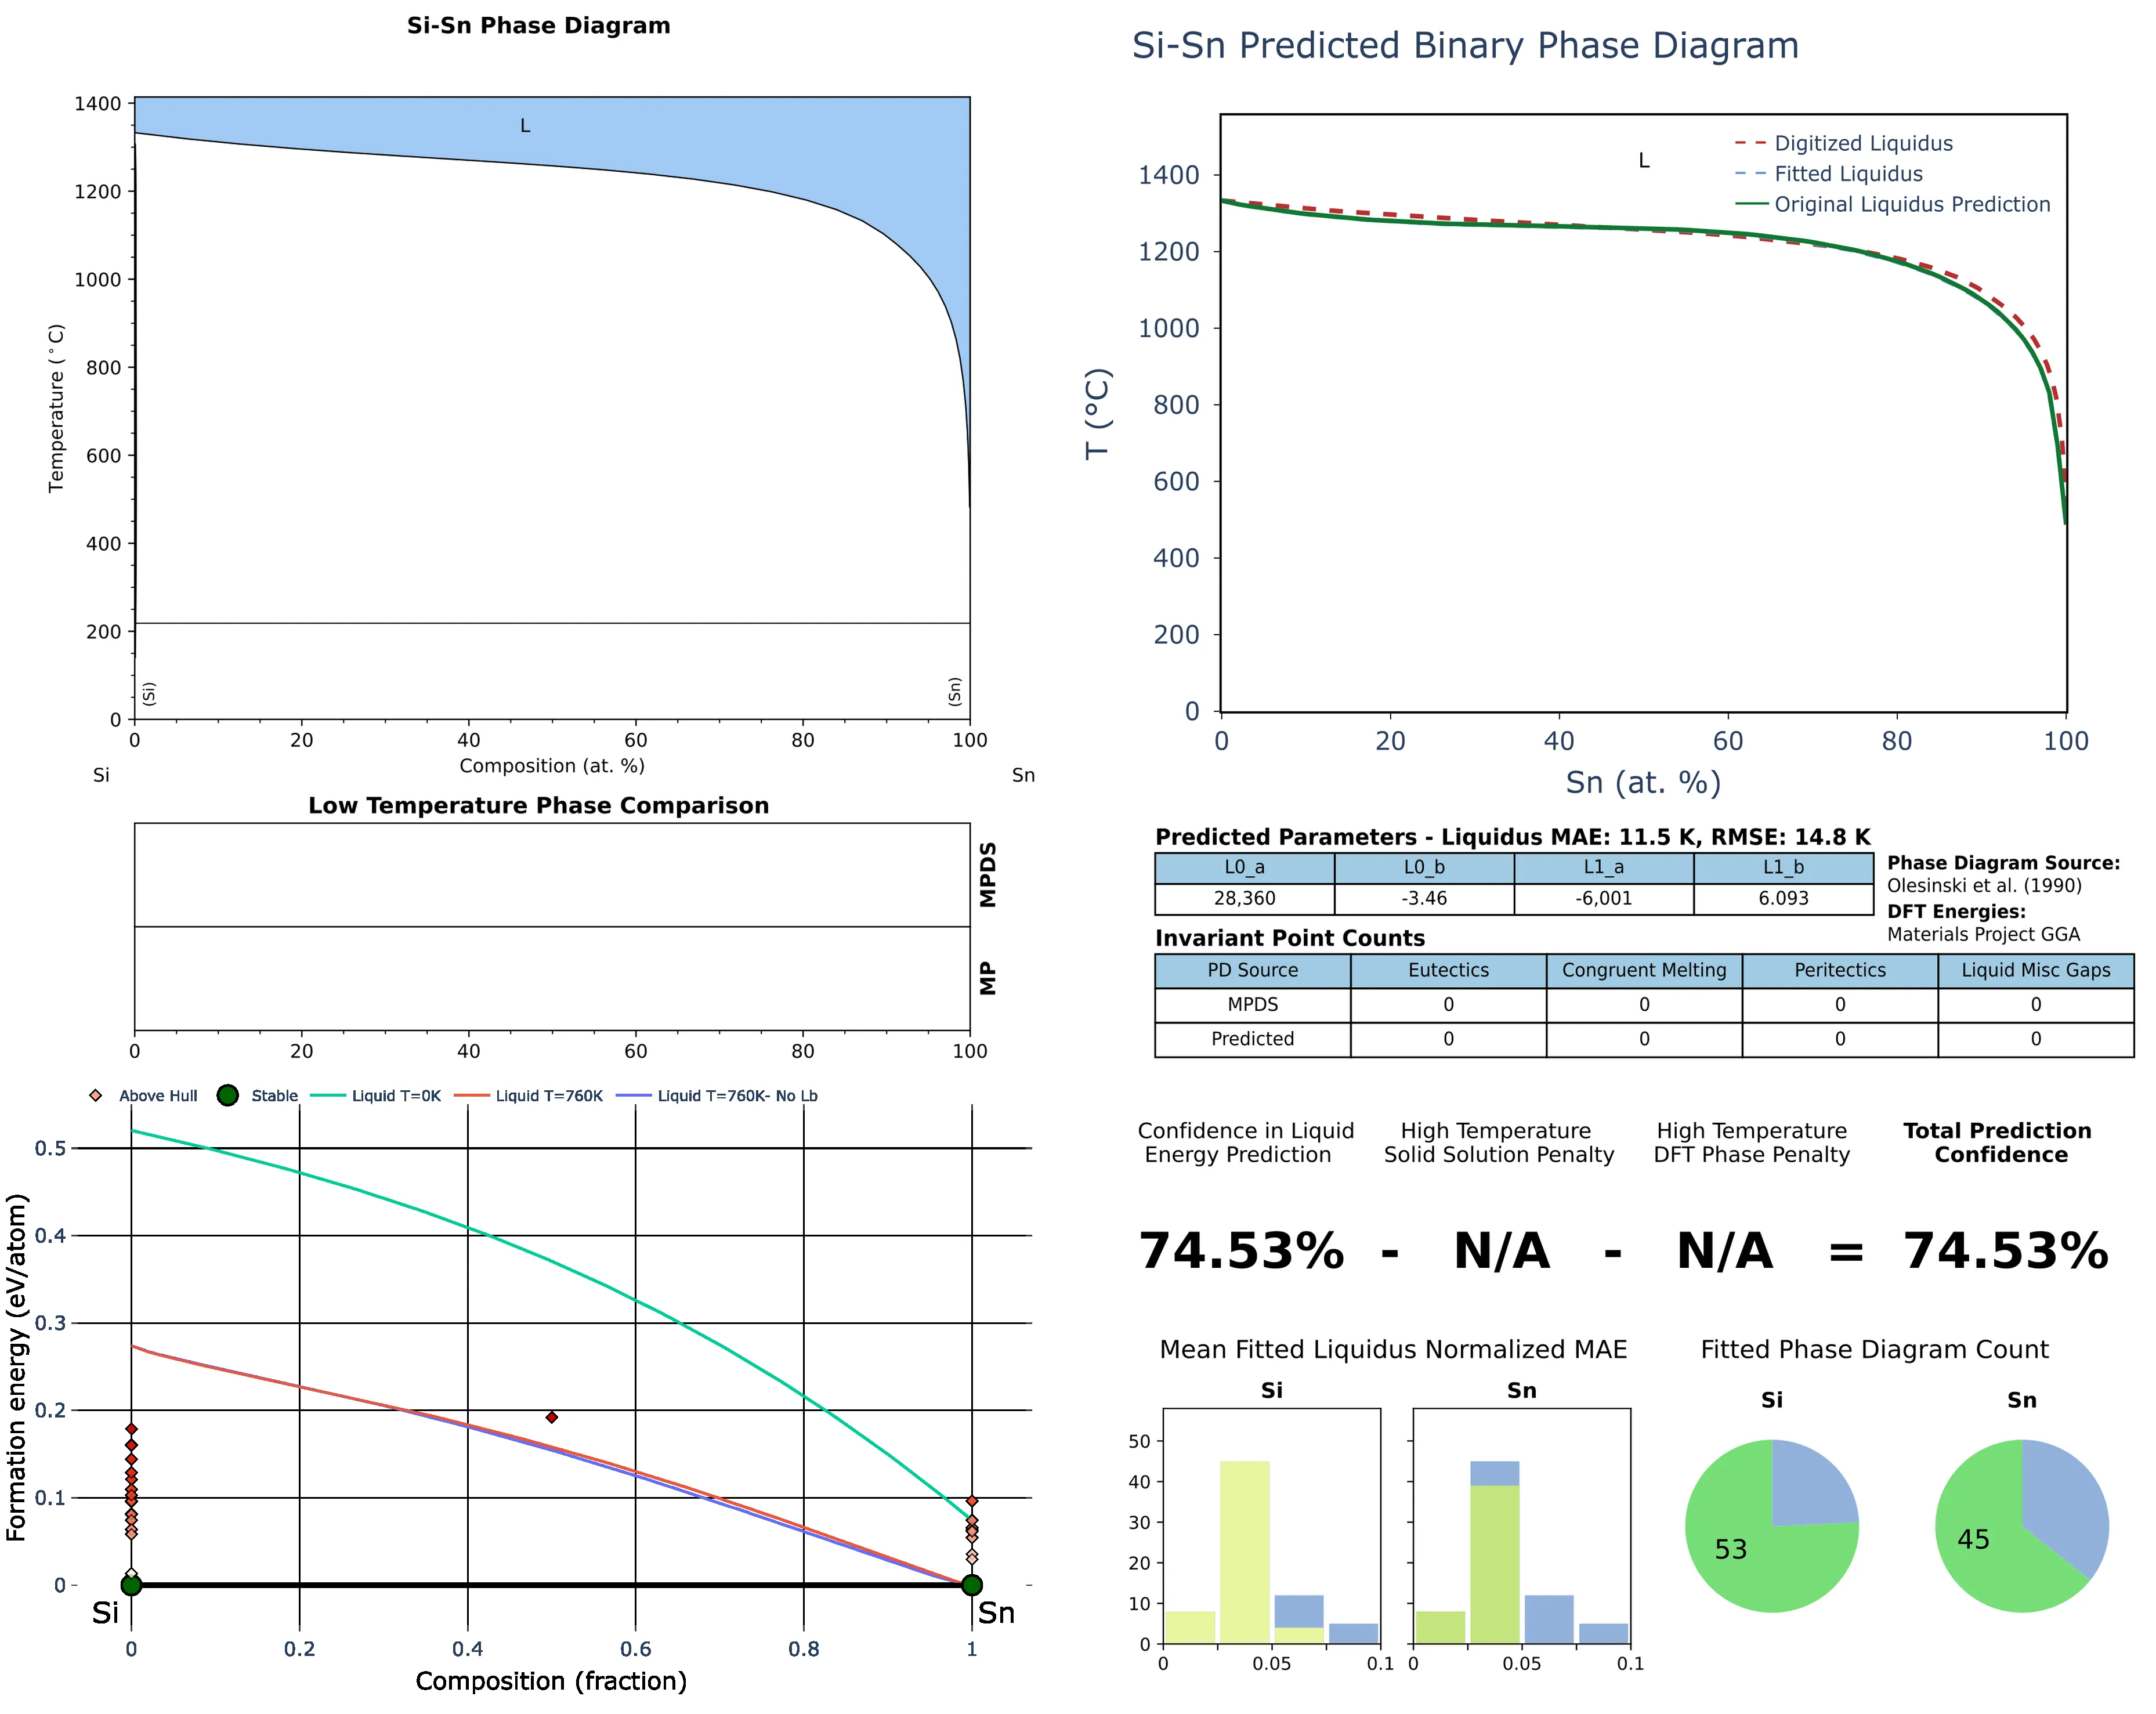 Si-Sn Phase Diagram
1400
1200
1000
800
600
400
200
0
Temperature (°C)
L
(Si)
(Sn)
0 20 40 60 80 100
Composition (at. %)
Si
Sn
Low Temperature Phase Comparison
MPDS
MP
0 20 40 60 80 100
Above Hull
Stable
Liquid T=0K
Liquid T=760K
Liquid T=760K- No Lb
0.5
0.4
0.3
0.2
0.1
0
Formation energy (eV/atom)
Si
Sn
0 0.2 0.4 0.6 0.8 1
Composition (fraction)
Si-Sn Predicted Binary Phase Diagram
L
Digitized Liquidus
Fitted Liquidus
Original Liquidus Prediction
1400
1200
1000
800
600
400
200
0
T (°C)
0 20 40 60 80 100
Sn (at. %)
Predicted Parameters - Liquidus MAE: 11.5 K, RMSE: 14.8 K
L0_a L0_b L1_a L1_b
28,360 -3.46 -6,001 6.093
Phase Diagram Source:
Olesinski et al. (1990)
DFT Energies:
Materials Project GGA
Invariant Point Counts
PD Source Eutectics Congruent Melting Peritectics Liquid Misc Gaps
MPDS 0 0 0 0
Predicted 0 0 0 0
Confidence in Liquid
Energy Prediction
High Temperature
Solid Solution Penalty
High Temperature
DFT Phase Penalty
Total Prediction
Confidence
74.53% - N/A - N/A = 74.53%
Mean Fitted Liquidus Normalized MAE
Si
Sn
50
40
30
20
10
0
0 0.05 0.1
0 0.05 0.1
Fitted Phase Diagram Count
Si
Sn
53
45